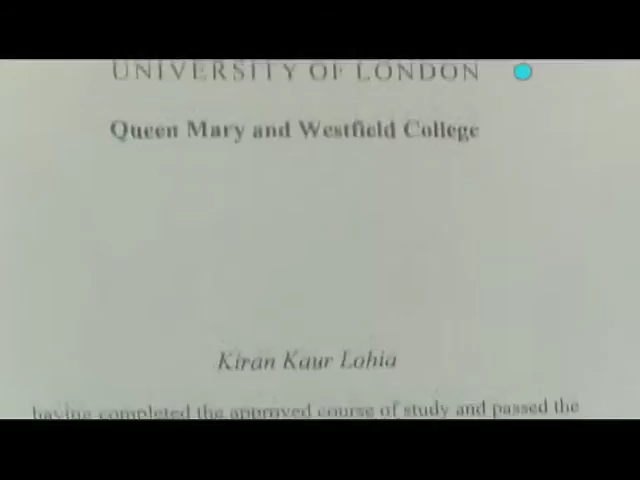 UNIVERSITY OF LONDON
Queen Mary and Westfield College
Kiran Kaur Lohia
having completed the approved course of study and passed the